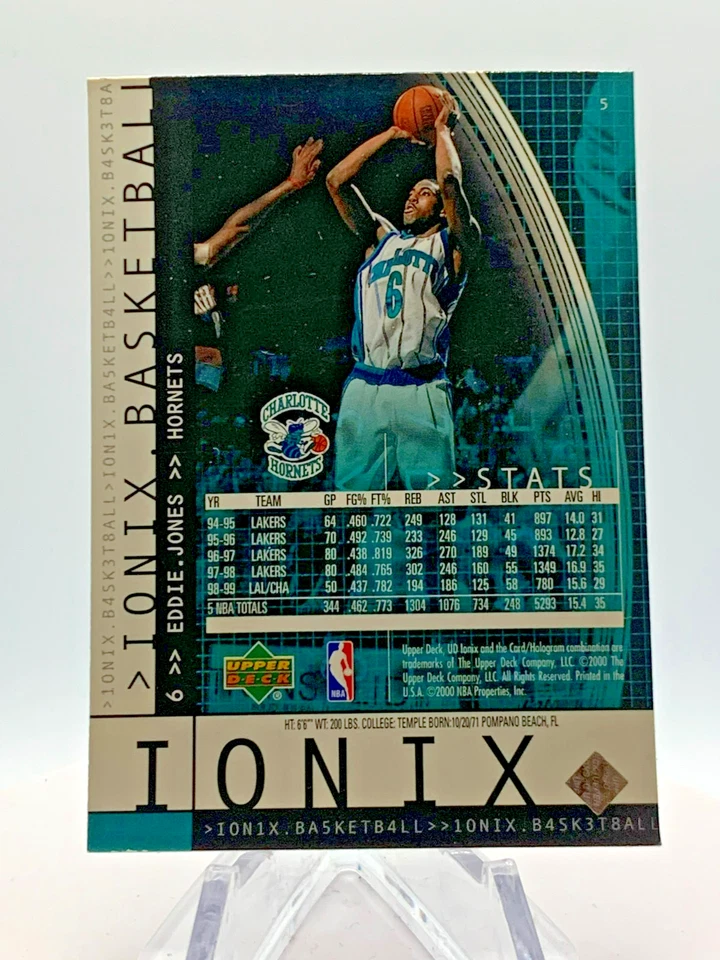 5
>10NIX.B4SK3T8ALL>IONIX.BA5KETB4LL>>10NIX.B4SK3T8A
>IONIX.BASKETBALL
6 >> EDDIE.JONES >> HORNETS
CHARLOTTE
6
CHARLOTTE
HORNETS
>>STATS
YR TEAM GP FG% FT% REB AST STL BLK PTS AVG HI
94-95 LAKERS 64 .460 .722 249 128 131 41 897 14.0 31
95-96 LAKERS 70 .492 .739 233 246 129 45 893 12.8 27
96-97 LAKERS 80 .438 .819 326 270 189 49 1374 17.2 34
97-98 LAKERS 80 .484 .765 302 246 160 55 1349 16.9 35
98-99 LAL/CHA 50 .437 .782 194 186 125 58 780 15.6 29
5 NBA TOTALS 344 .462 .773 1304 1076 734 248 5293 15.4 35
UPPER
DECK
®
NBA
Upper Deck, UD Ionix and the Card/Hologram combination are
trademarks of The Upper Deck Company, LLC. ©2000 The
Upper Deck Company, LLC. All Rights Reserved. Printed in the
U.S.A. ©2000 NBA Properties, Inc.
HT: 6'6"" WT: 200 LBS. COLLEGE: TEMPLE BORN:10/20/71 POMPANO BEACH, FL
IONIX
>ION1X.BA5KETB4LL>>10NIX.B4SK3T8ALL